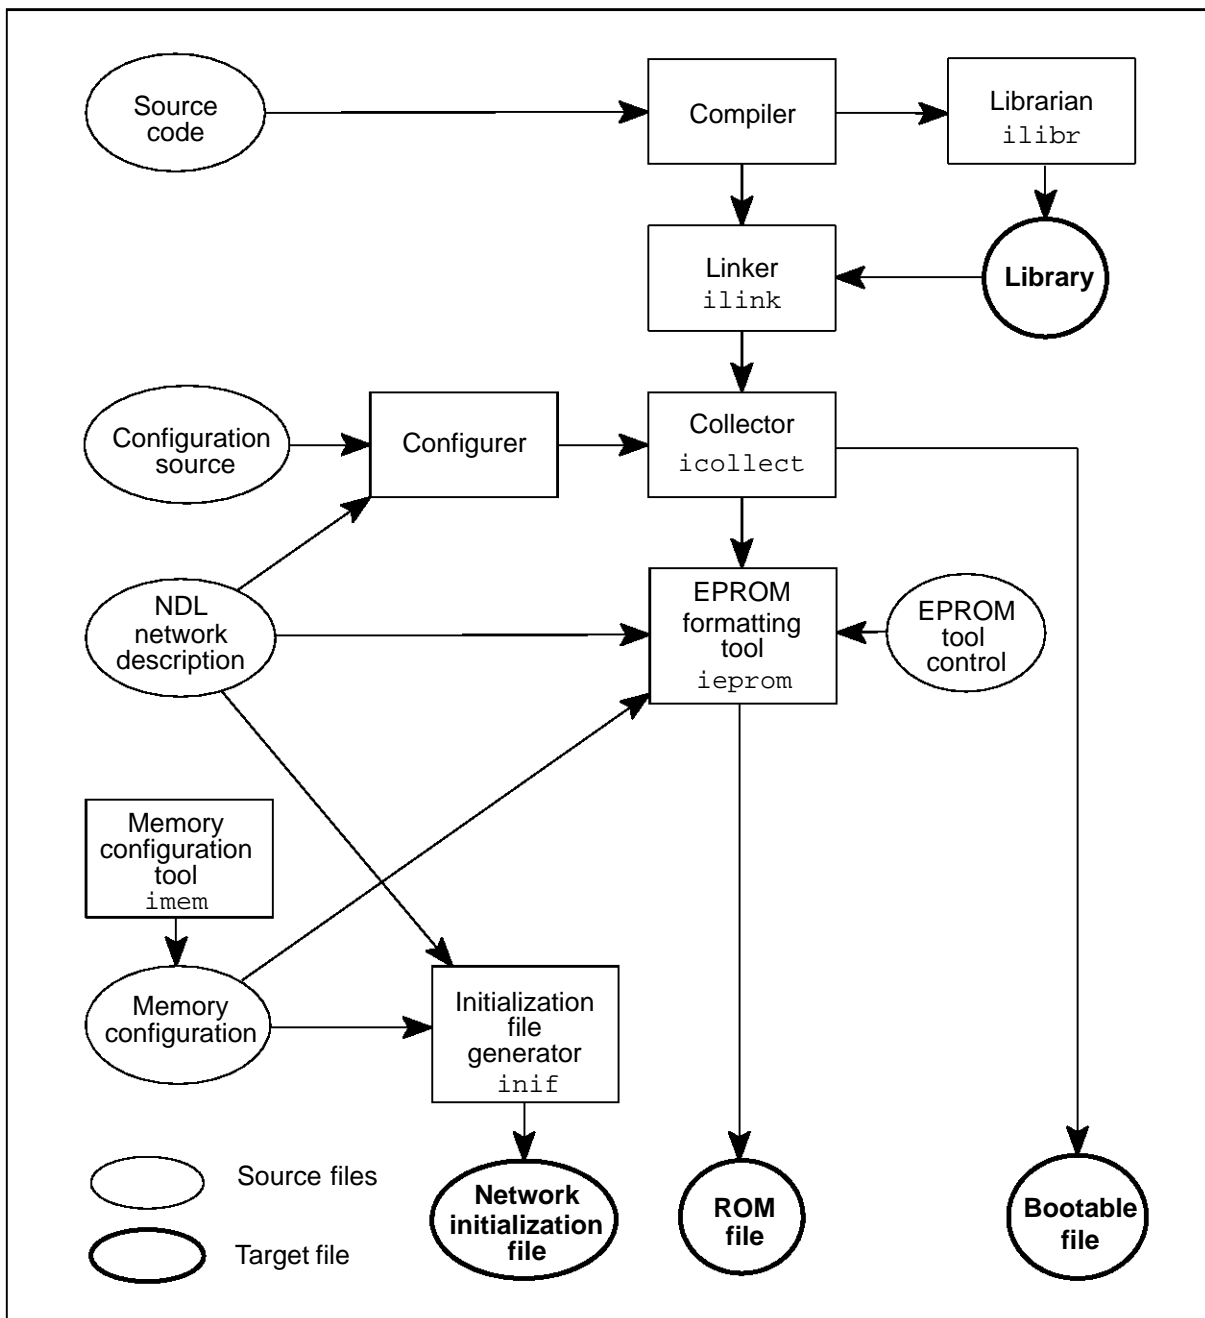 Source
code
Compiler
Librarian
ilibr
Linker
ilink
Library
Configuration
source
Configurer
Collector
icollect
NDL
network
description
EPROM
formatting
tool
ieprom
EPROM
tool
control
Memory
configuration
tool
imem
Memory
configuration
Initialization
file
generator
inif
Source files
Target file
Network
initialization
file
ROM
file
Bootable
file